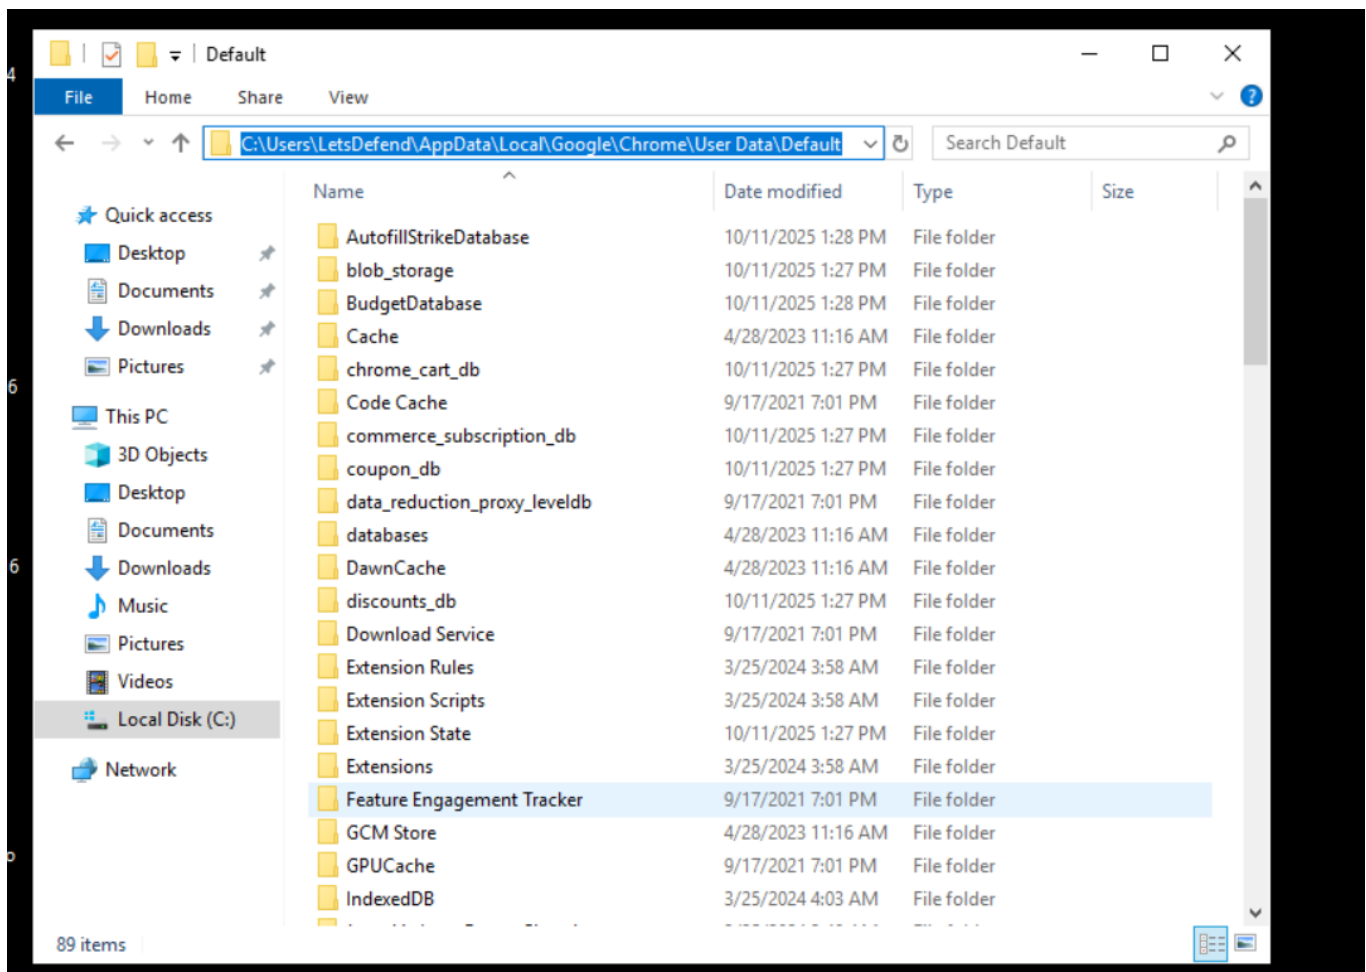 Default
File Home Share View
C:\Users\LetsDefend\AppData\Local\Google\Chrome\User Data\Default
Search Default
Name Date modified Type Size
Quick access
Desktop
Documents
Downloads
Pictures
This PC
3D Objects
Desktop
Documents
Downloads
Music
Pictures
Videos
Local Disk (C:)
Network
AutofillStrikeDatabase 10/11/2025 1:28 PM File folder
blob_storage 10/11/2025 1:27 PM File folder
BudgetDatabase 10/11/2025 1:28 PM File folder
Cache 4/28/2023 11:16 AM File folder
chrome_cart_db 10/11/2025 1:27 PM File folder
Code Cache 9/17/2021 7:01 PM File folder
commerce_subscription_db 10/11/2025 1:27 PM File folder
coupon_db 10/11/2025 1:27 PM File folder
data_reduction_proxy_leveldb 9/17/2021 7:01 PM File folder
databases 4/28/2023 11:16 AM File folder
DawnCache 4/28/2023 11:16 AM File folder
discounts_db 10/11/2025 1:27 PM File folder
Download Service 9/17/2021 7:01 PM File folder
Extension Rules 3/25/2024 3:58 AM File folder
Extension Scripts 3/25/2024 3:58 AM File folder
Extension State 10/11/2025 1:27 PM File folder
Extensions 3/25/2024 3:58 AM File folder
Feature Engagement Tracker 9/17/2021 7:01 PM File folder
GCM Store 4/28/2023 11:16 AM File folder
GPUCache 9/17/2021 7:01 PM File folder
IndexedDB 3/25/2024 4:03 AM File folder
89 items
4
6
6